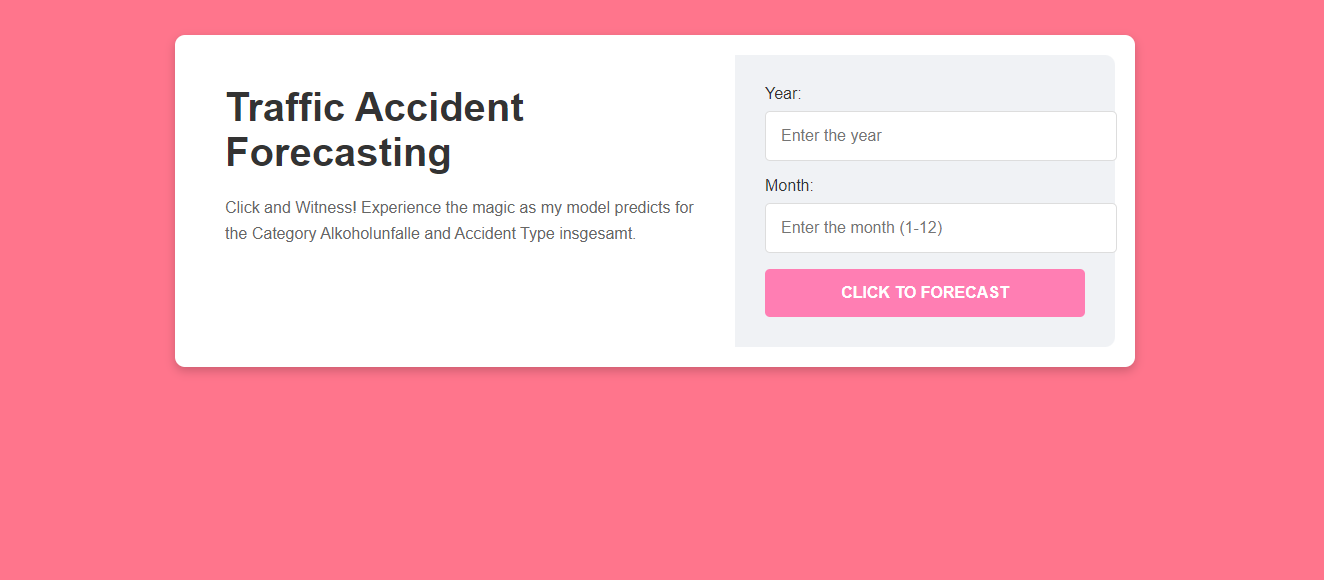 Traffic Accident
Forecasting
Click and Witness! Experience the magic as my model predicts for
the Category Alkoholunfalle and Accident Type insgesamt.
Year:
Enter the year
Month:
Enter the month (1-12)
CLICK TO FORECAST